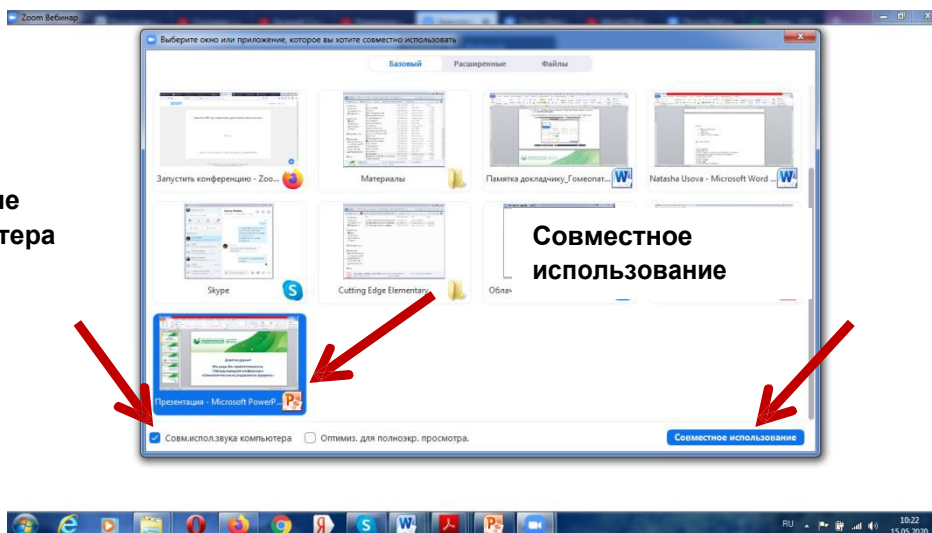 Zoom Вебинар
Выберите окно или приложение, которое вы хотите совместно использовать
Базовый Расширенные Файлы
Запустить конференцию - Zoo...
Материалы
Памятка докладчику_Гомеопат...
Natasha Usova - Microsoft Word ...
ие
тера
Совместное
использование
Skype
Cutting Edge Elementary
Облач
Презентация - Microsoft PowerP...
Совм.испол.звука компьютера Оптимиз. для полноэкр. просмотра.
Совместное использование
RU 10:22
15.05.2020